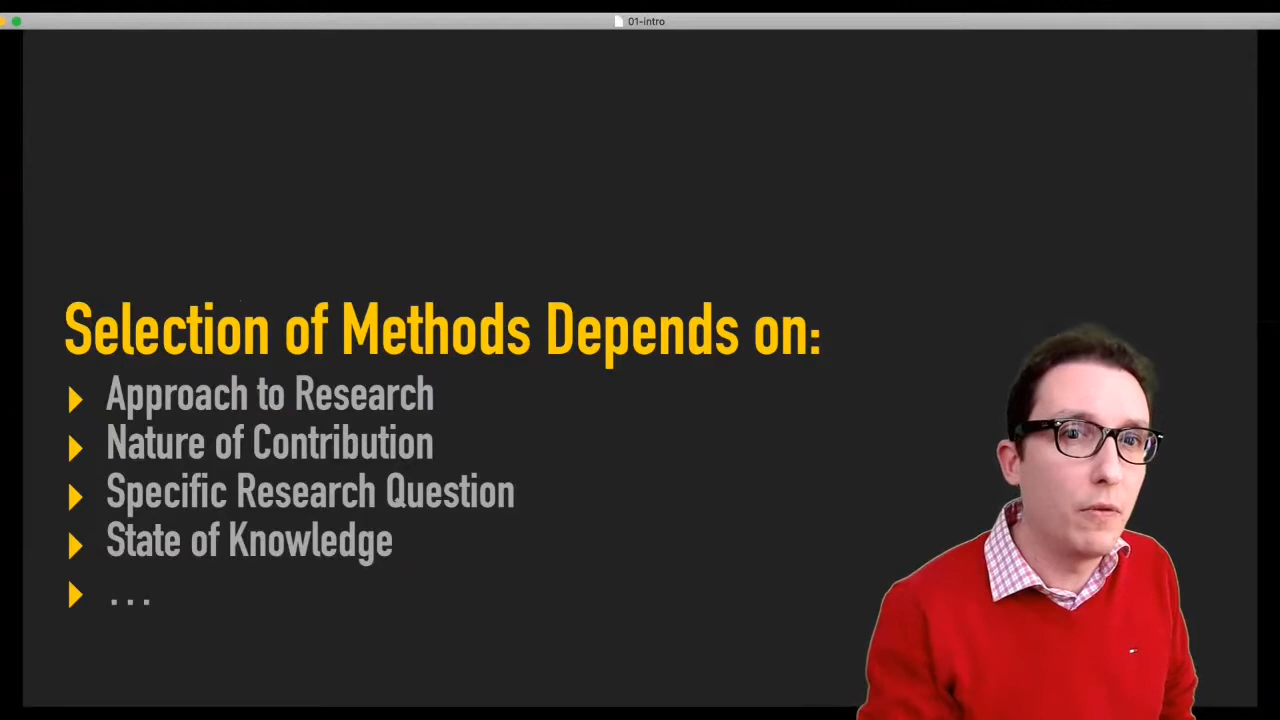 01-intro
Selection of Methods Depends on:
Approach to Research
Nature of Contribution
Specific Research Question
State of Knowledge
...